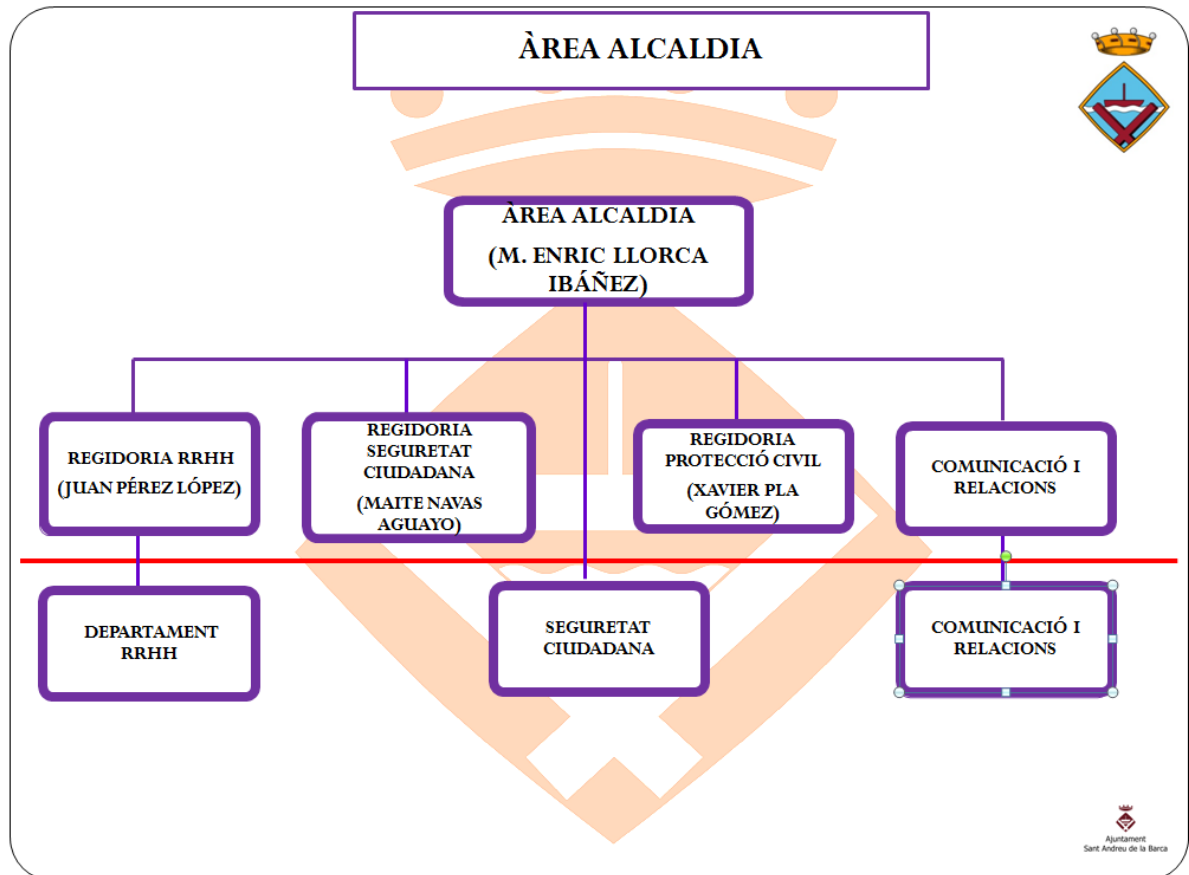 ÀREA ALCALDIA
ÀREA ALCALDIA
(M. ENRIC LLORCA
IBÁÑEZ)
REGIDORIA RRHH
(JUAN PÉREZ LÓPEZ)
REGIDORIA
SEGURETAT
CIUDADANA
(MAITE NAVAS
AGUAYO)
REGIDORIA
PROTECCIÓ CIVIL
(XAVIER PLA
GÓMEZ)
COMUNICACIÓ I
RELACIONS
DEPARTAMENT
RRHH
SEGURETAT
CIUDADANA
COMUNICACIÓ I
RELACIONS
Ajuntament
Sant Andreu de la Barca